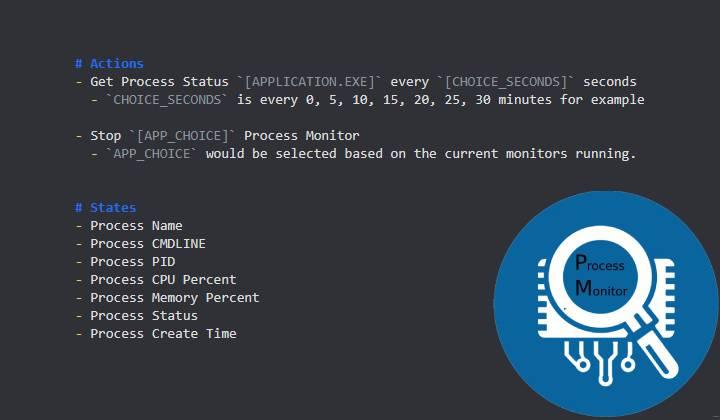 # Actions
- Get Process Status `[APPLICATION.EXE]` every `[CHOICE_SECONDS]` seconds
- `CHOICE_SECONDS` is every 0, 5, 10, 15, 20, 25, 30 minutes for example
- Stop `[APP_CHOICE]` Process Monitor
- `APP_CHOICE` would be selected based on the current monitors running.
# States
- Process Name
- Process CMDLINE
- Process PID
- Process CPU Percent
- Process Memory Percent
- Process Status
- Process Create Time
Process
Monitor